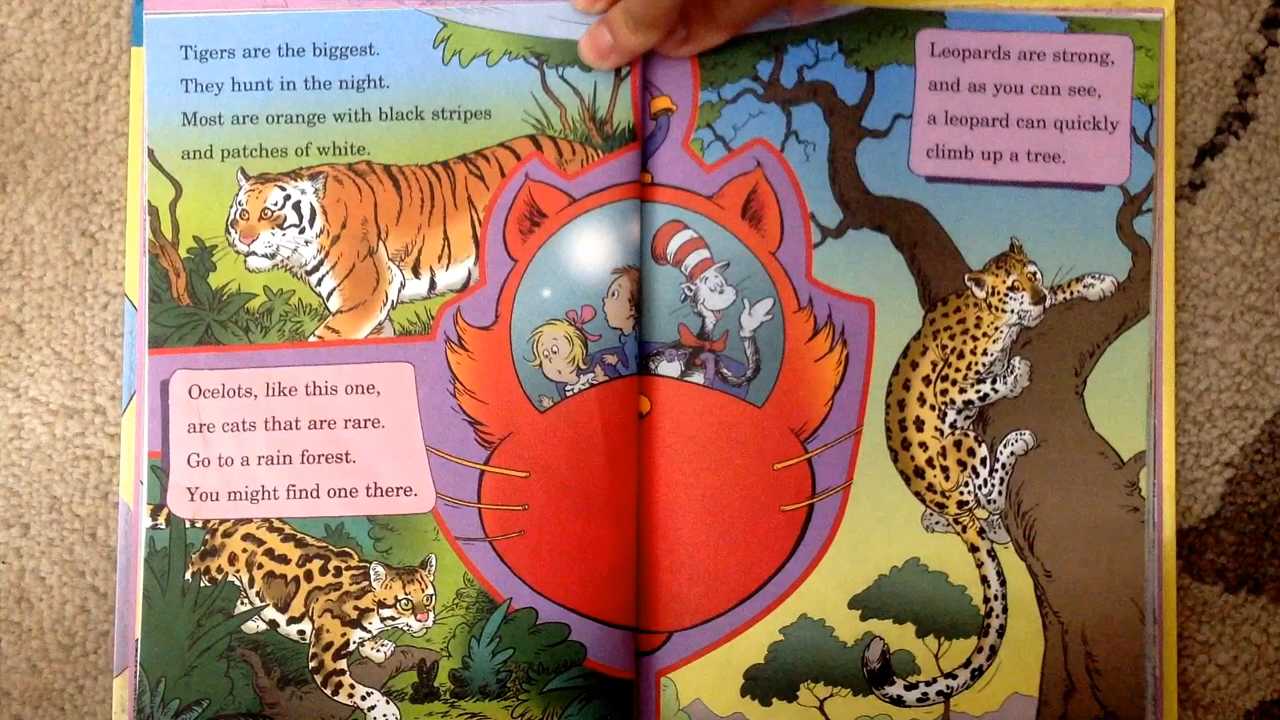 Tigers are the biggest.
They hunt in the night.
Most are orange with black stripes
and patches of white.
Ocelots, like this one,
are cats that are rare.
Go to a rain forest.
You might find one there.
Leopards are strong,
and as you can see,
a leopard can quickly
climb up a tree.